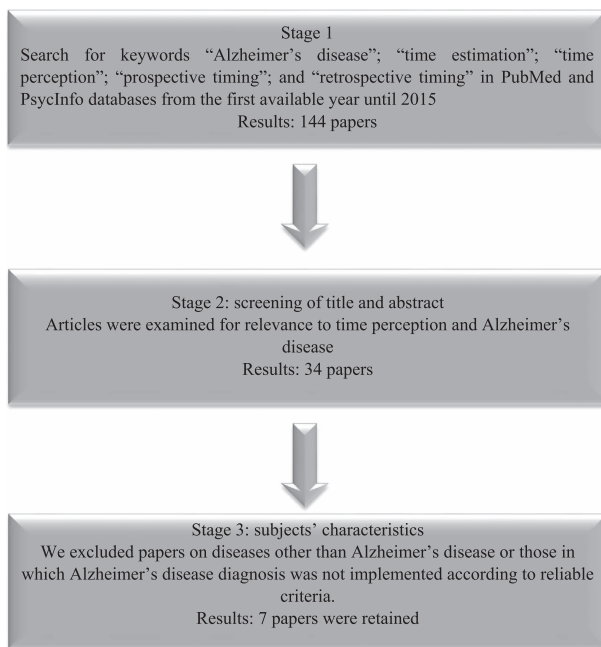 Stage 1
Search for keywords “Alzheimer’s disease”; “time estimation”; “time
perception”; “prospective timing”; and “retrospective timing” in PubMed and
PsycInfo databases from the first available year until 2015
Results: 144 papers
Stage 2: screening of title and abstract
Articles were examined for relevance to time perception and Alzheimer’s
disease
Results: 34 papers
Stage 3: subjects’ characteristics
We excluded papers on diseases other than Alzheimer’s disease or those in
which Alzheimer’s disease diagnosis was not implemented according to reliable
criteria.
Results: 7 papers were retained